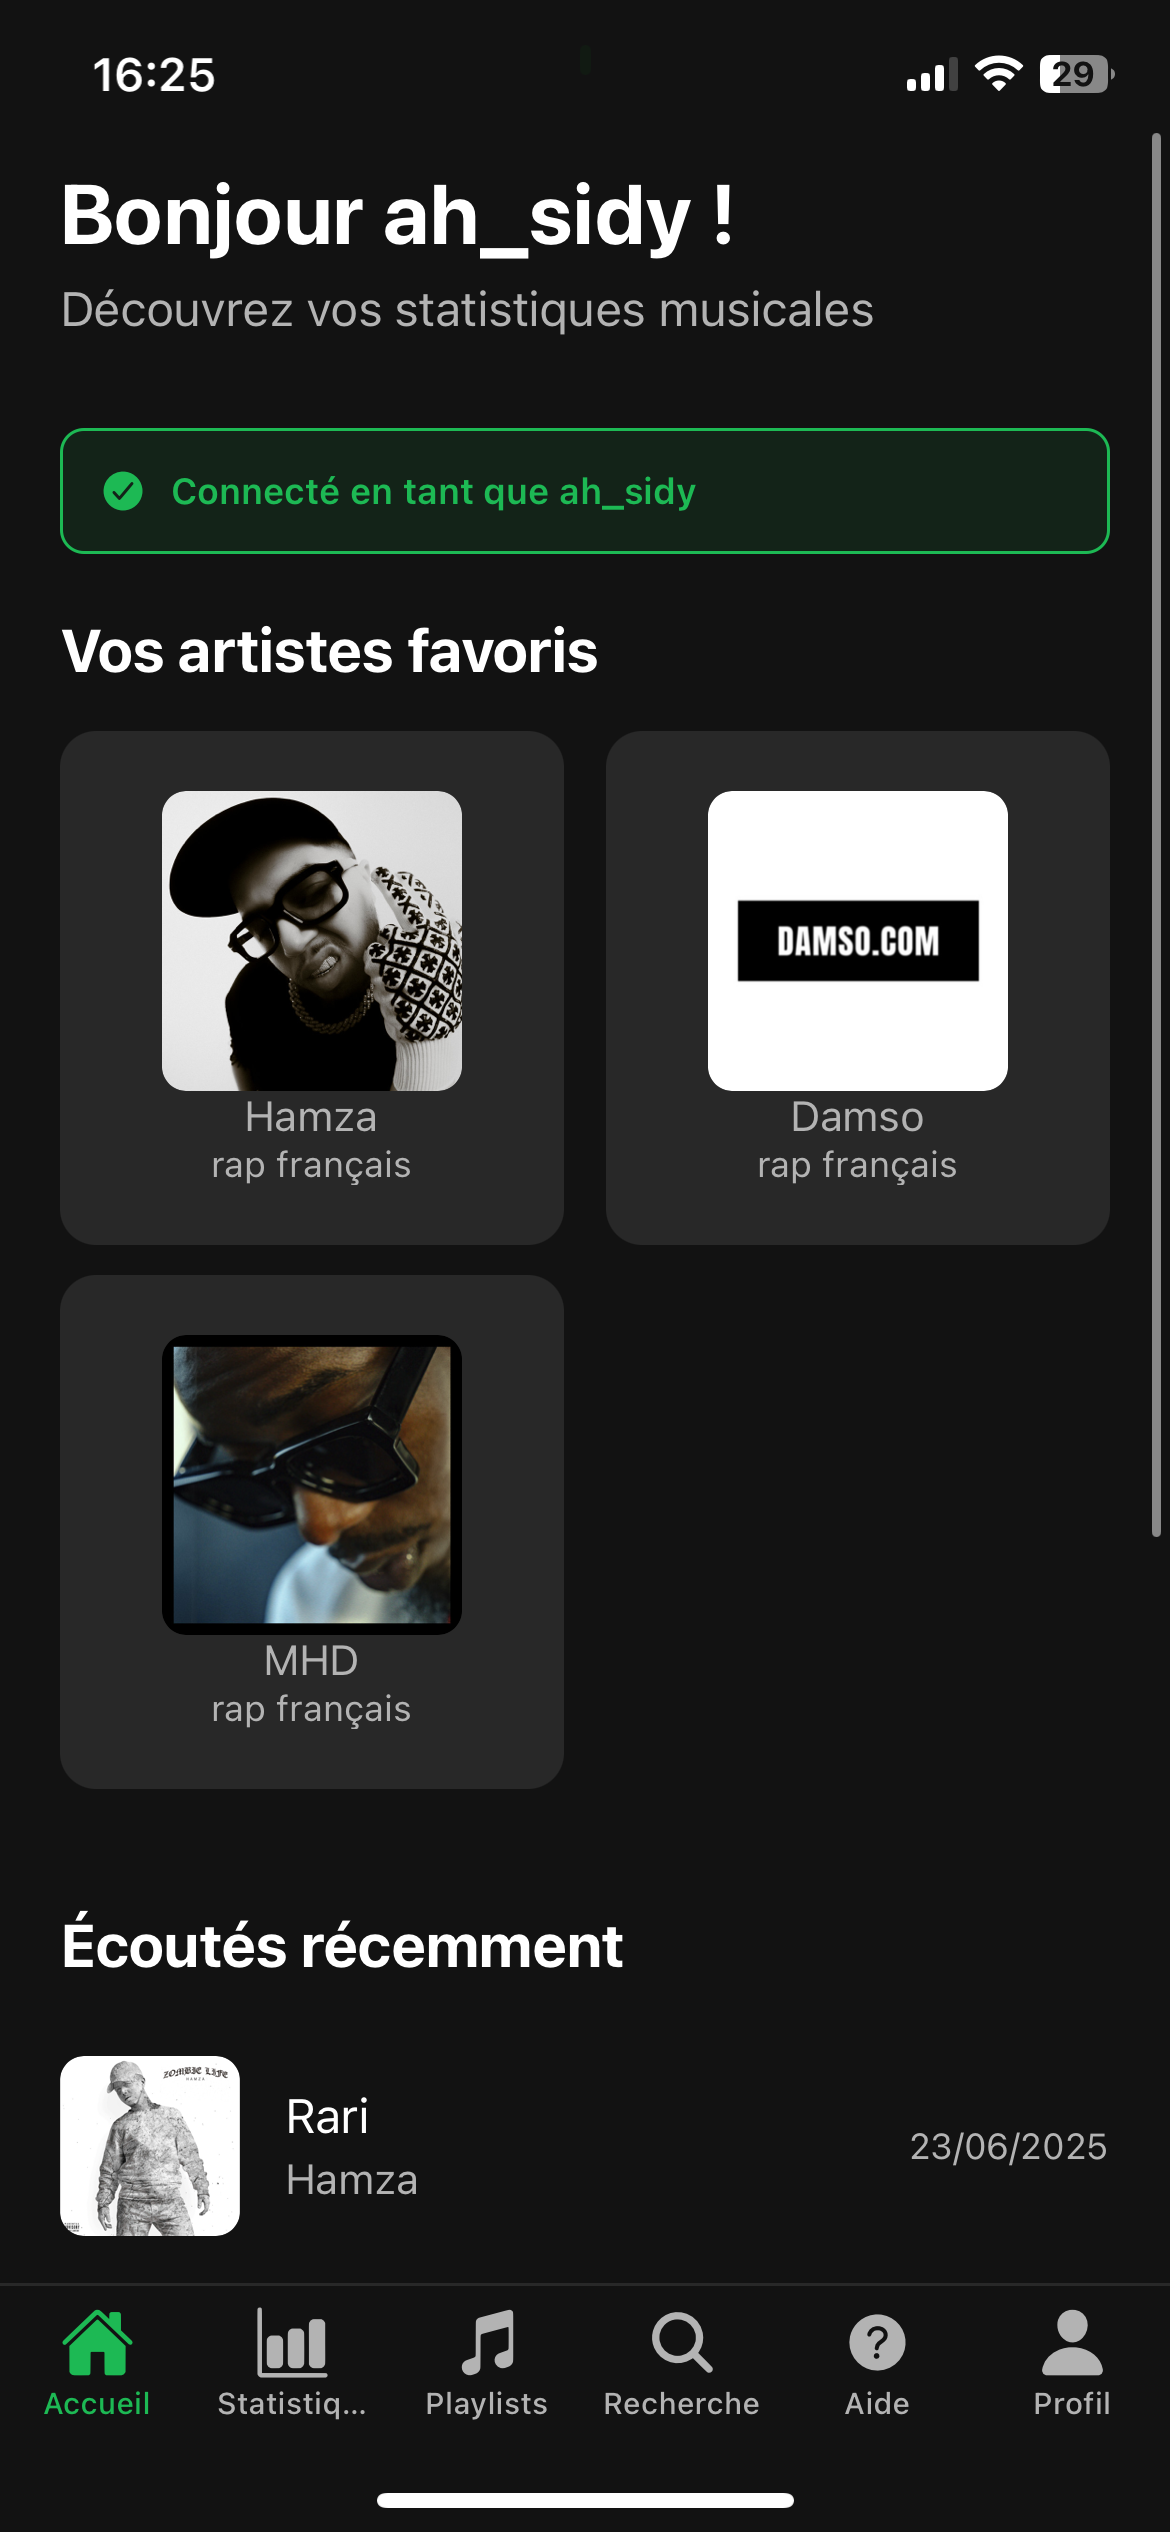 16:25
29
Bonjour ah_sidy !
Découvrez vos statistiques musicales
Connecté en tant que ah_sidy
Vos artistes favoris
DAMSO.COM
Hamza
Damso
rap français
rap français
MHD
rap français
Écoutés récemment
ZOMBIE LIFE
HAMZA
Rari
23/06/2025
Hamza
Accueil
Statistiq...
Playlists
Recherche
Aide
Profil